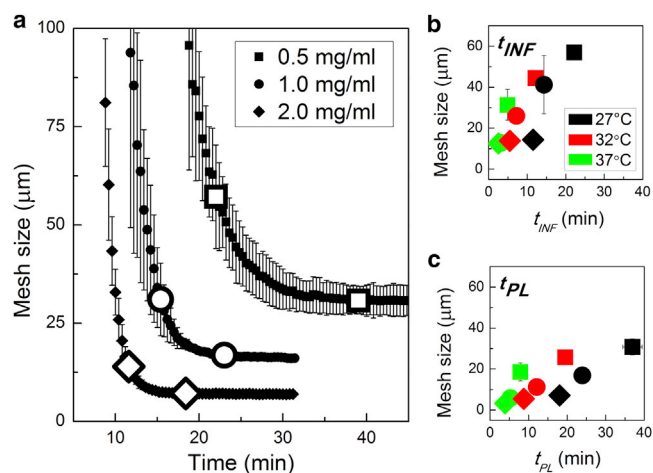 a
100
75
50
25
Mesh size (μm)
10
20
30
40
Time (min)
0.5 mg/ml
1.0 mg/ml
2.0 mg/ml
b
t_INF
60
40
20
0
Mesh size (μm)
0
10
20
30
40
t_INF (min)
27°C
32°C
37°C
c
t_PL
60
40
20
0
Mesh size (μm)
0
10
20
30
40
t_PL (min)